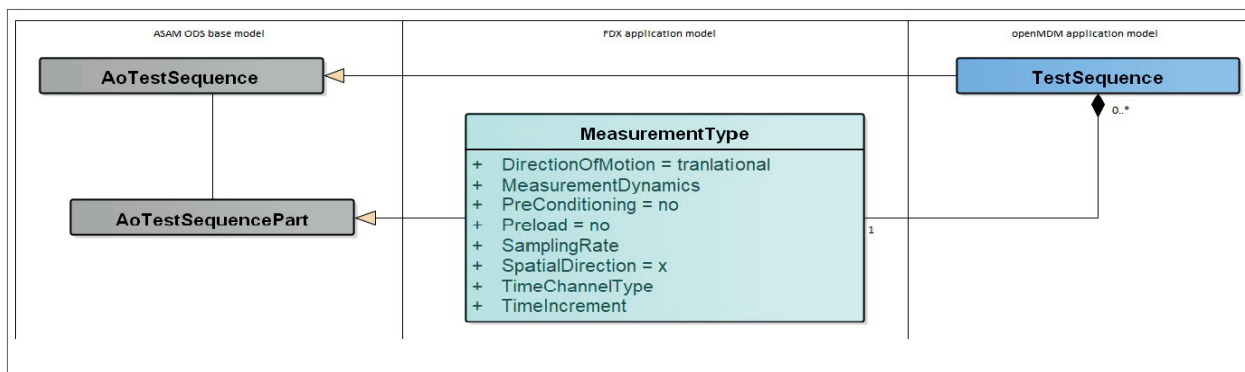 ASAM ODS base model
FDX application model
openMDM application model
AoTestSequence
TestSequence
0..*
MeasurementType
+ DirectionOfMotion = tranlational
+ MeasurementDynamics
+ PreConditioning = no
+ Preload = no
+ SamplingRate
+ SpatialDirection = x
+ TimeChannelType
+ TimeIncrement
AoTestSequencePart
1